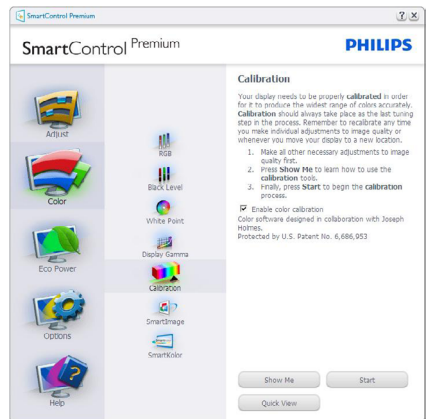 SmartControl Premium
SmartControl Premium
PHILIPS
Adjust
Color
Eco Power
Options
Help
RGB
Black Level
White Point
Display Gamma
Calibration
SmartImage
SmartKolor
Calibration
Your display needs to be properly calibrated in order
for it to produce the widest range of colors accurately.
Calibration should always take place as the last tuning
step in the process. Remember to recalibrate any time
you make individual adjustments to image quality or
whenever you move your display to a new location.
1. Make all other necessary adjustments to image
quality first.
2. Press Show Me to learn how to use the
calibration tools.
3. Finally, press Start to begin the calibration
process.
Enable color calibration
Color software designed in collaboration with Joseph
Holmes.
Protected by U.S. Patent No. 6,686,953
Show Me
Start
Quick View